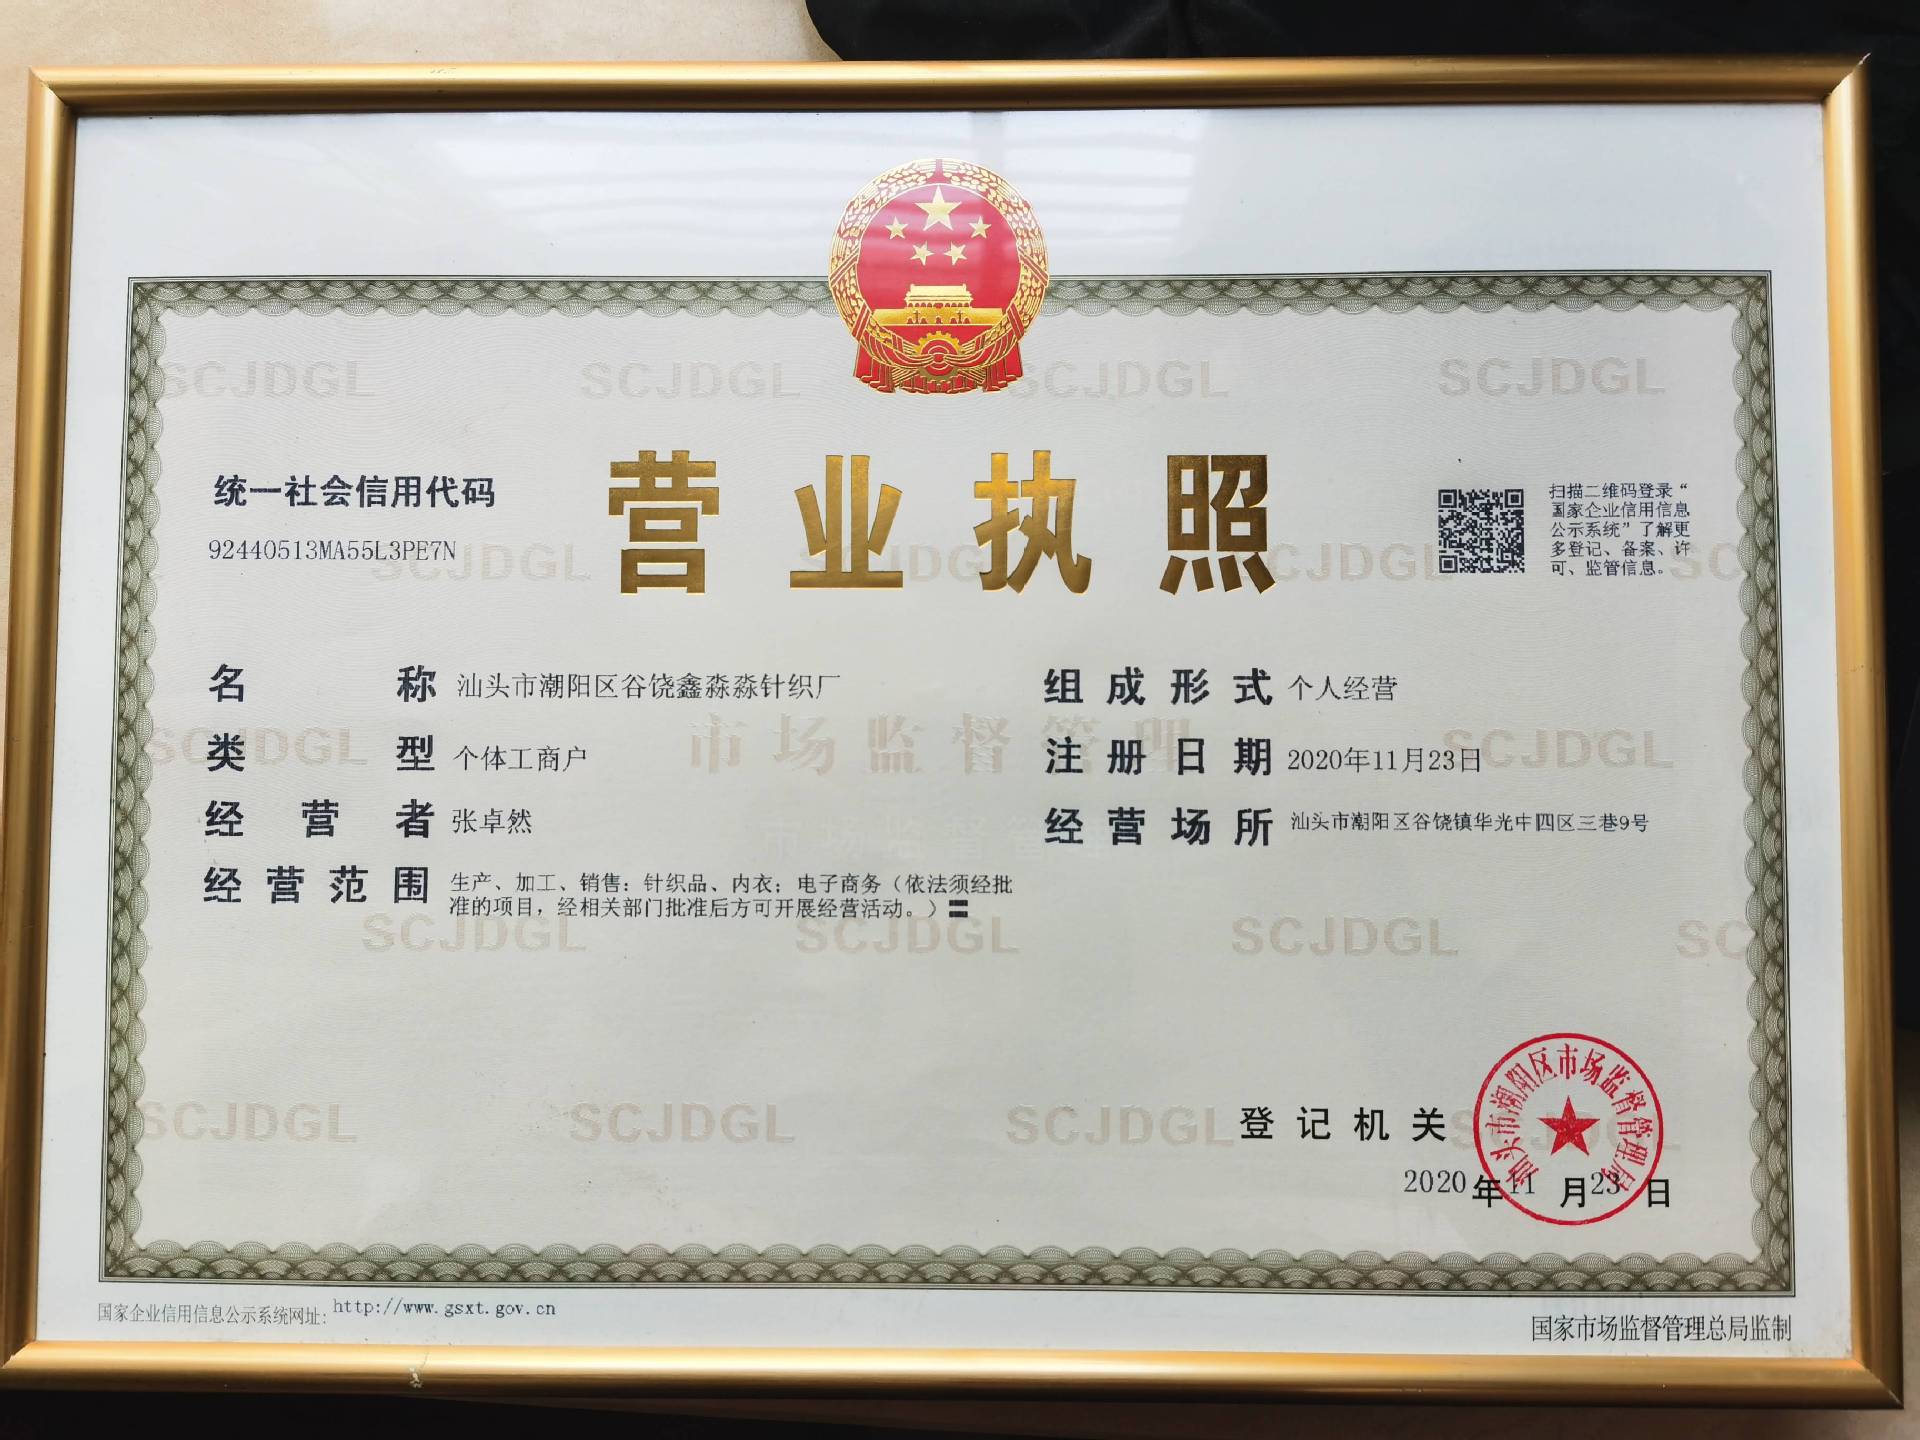 营业执照
统一社会信用代码
92440513MA55L3PE7N
扫描二维码登录“
国家企业信用信息
公示系统”了解更
多登记、备案、许
可、监管信息。
名称 汕头市潮阳区谷饶鑫淼淼针织厂
类型 个体工商户
经营者 张卓然
经营范围 生产、加工、销售：针织品、内衣；电子商务（依法须经批
准的项目，经相关部门批准后方可开展经营活动。）〓
组成形式 个人经营
注册日期 2020年11月23日
经营场所 汕头市潮阳区谷饶镇华光中四区三巷9号
登记机关
汕头市潮阳区市场监督管理局
2020年11月23日
国家企业信用信息公示系统网址：http://www.gsxt.gov.cn
国家市场监督管理总局监制
SCJDGL
市场监督管理